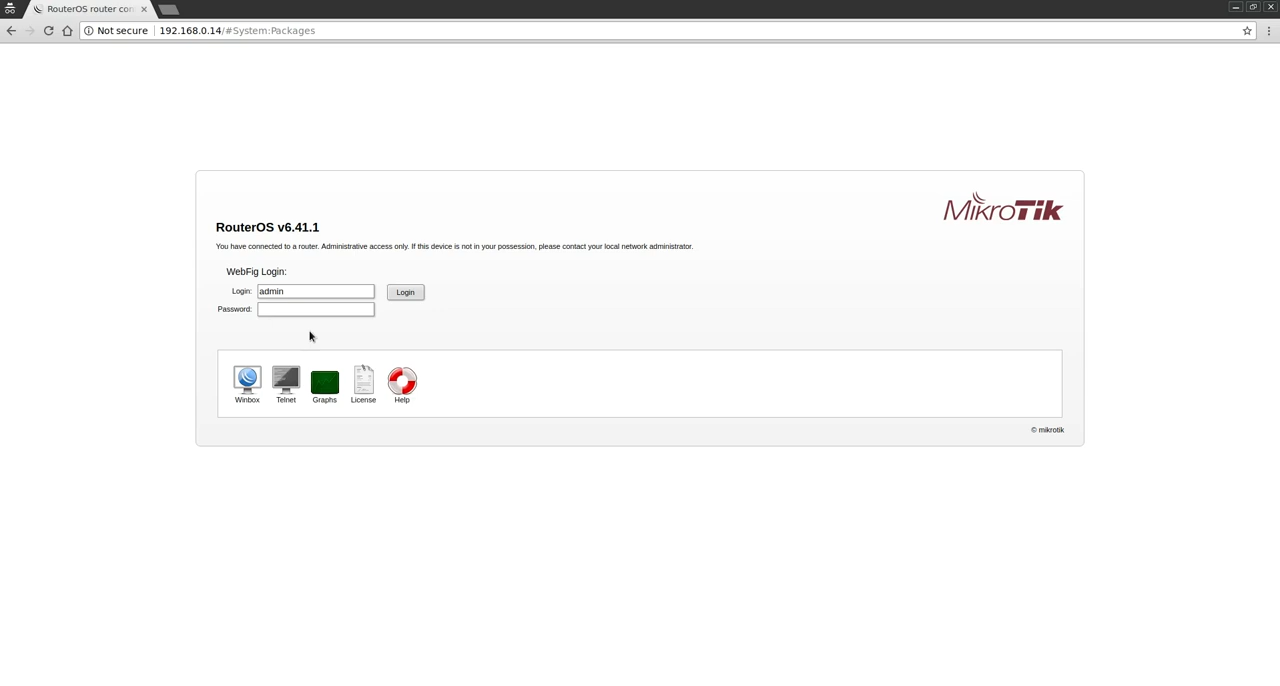 RouterOS router con
Not secure
192.168.0.14/#System:Packages
MikroTik
RouterOS v6.41.1
You have connected to a router. Administrative access only. If this device is not in your possession, please contact your local network administrator.
WebFig Login:
Login: admin Login
Password:
Winbox Telnet Graphs License Help
© mikrotik